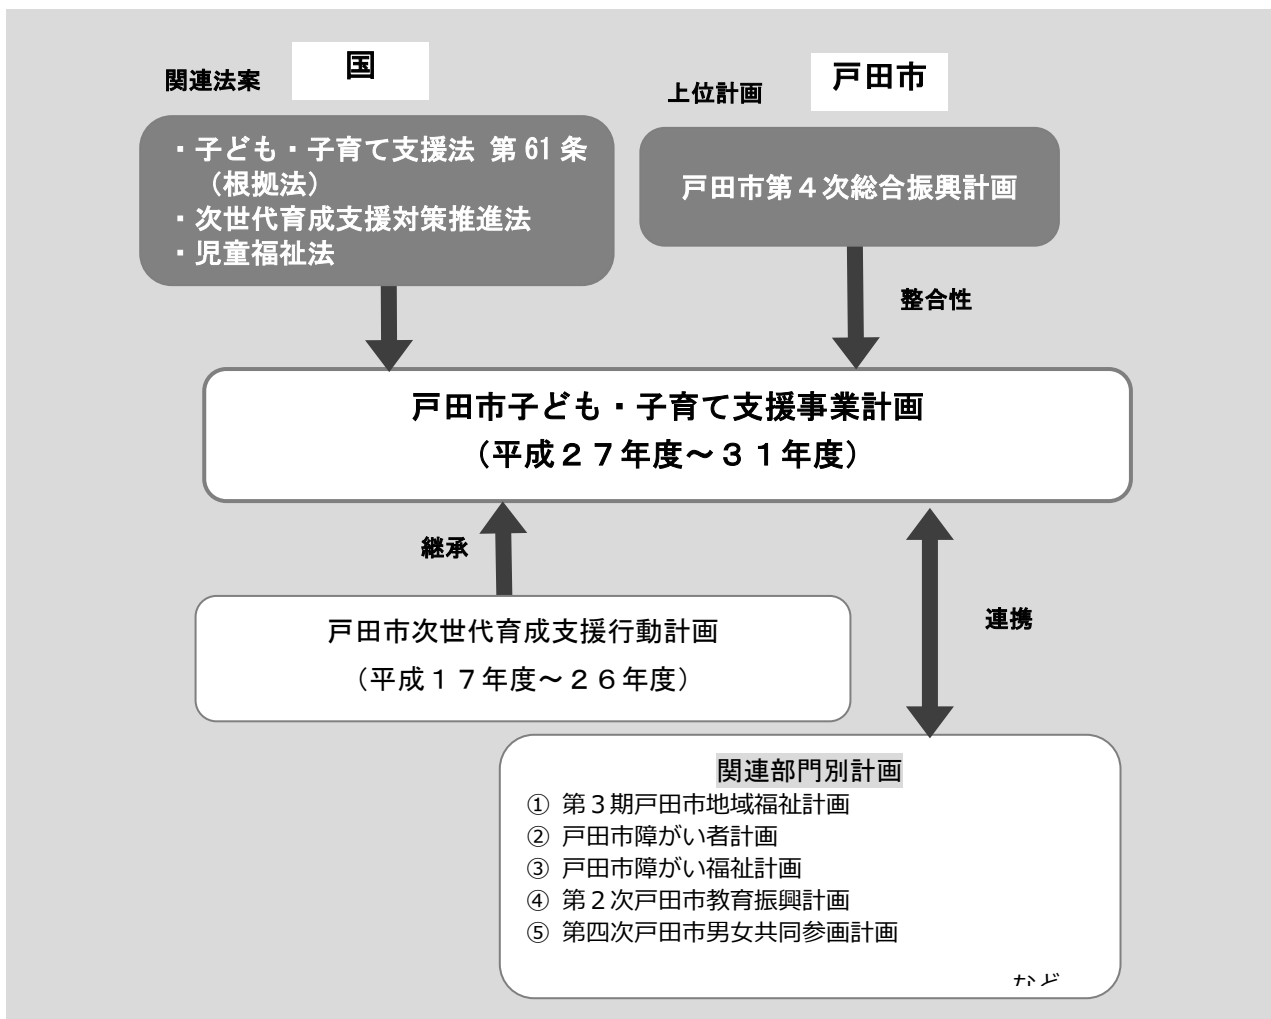 国
関連法案
・子ども・子育て支援法 第61条
（根拠法）
・次世代育成支援対策推進法
・児童福祉法
戸田市
上位計画
戸田市第４次総合振興計画
整合性
戸田市子ども・子育て支援事業計画
（平成２７年度～３１年度）
継承
戸田市次世代育成支援行動計画
（平成１７年度～２６年度）
連携
関連部門別計画
① 第３期戸田市地域福祉計画
② 戸田市障がい者計画
③ 戸田市障がい福祉計画
④ 第２次戸田市教育振興計画
⑤ 第四次戸田市男女共同参画計画
など